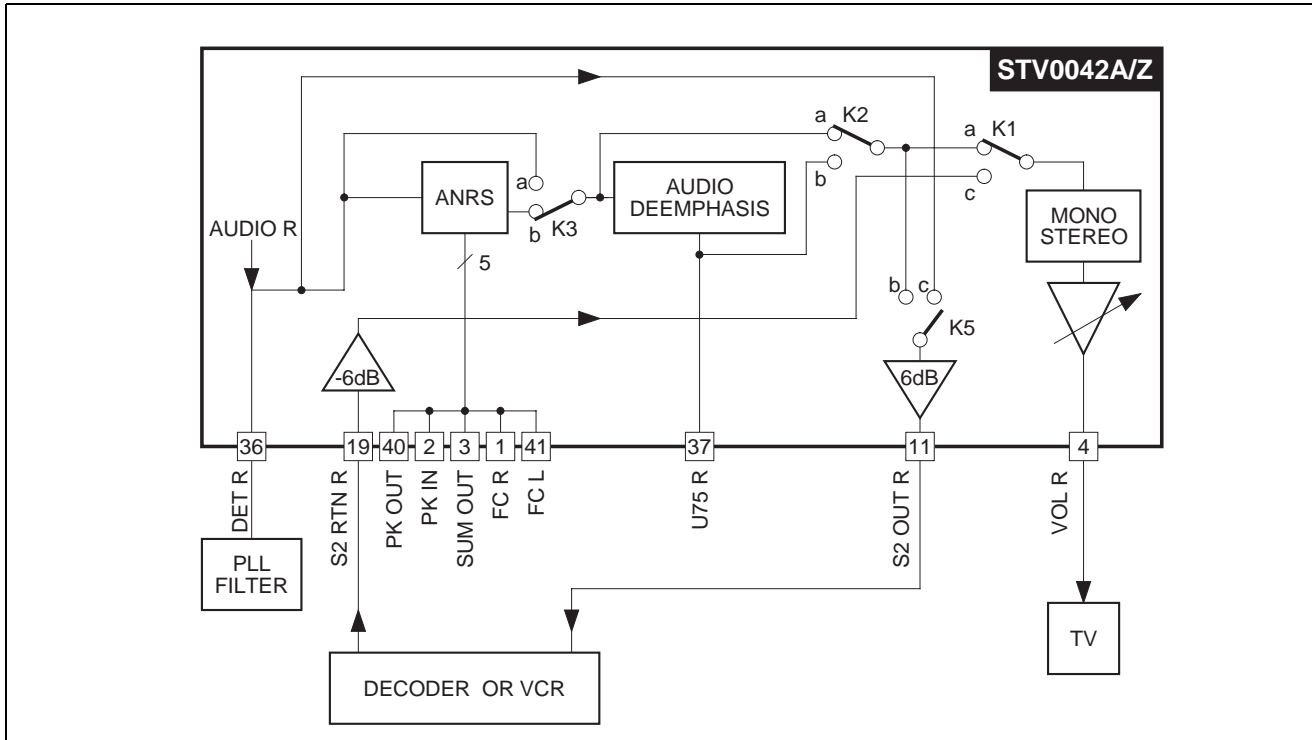 STV0042A/Z
a K2
a K1
b
c
ANRS
a
b K3
AUDIO
DEEMPHASIS
MONO
STEREO
AUDIO R
5
b c
K5
-6dB
6dB
36
19
40
2
3
1
41
37
11
4
DET R
S2 RTN R
PK OUT
PK IN
SUM OUT
FC R
FC L
U75 R
S2 OUT R
VOL R
PLL
FILTER
TV
DECODER OR VCR